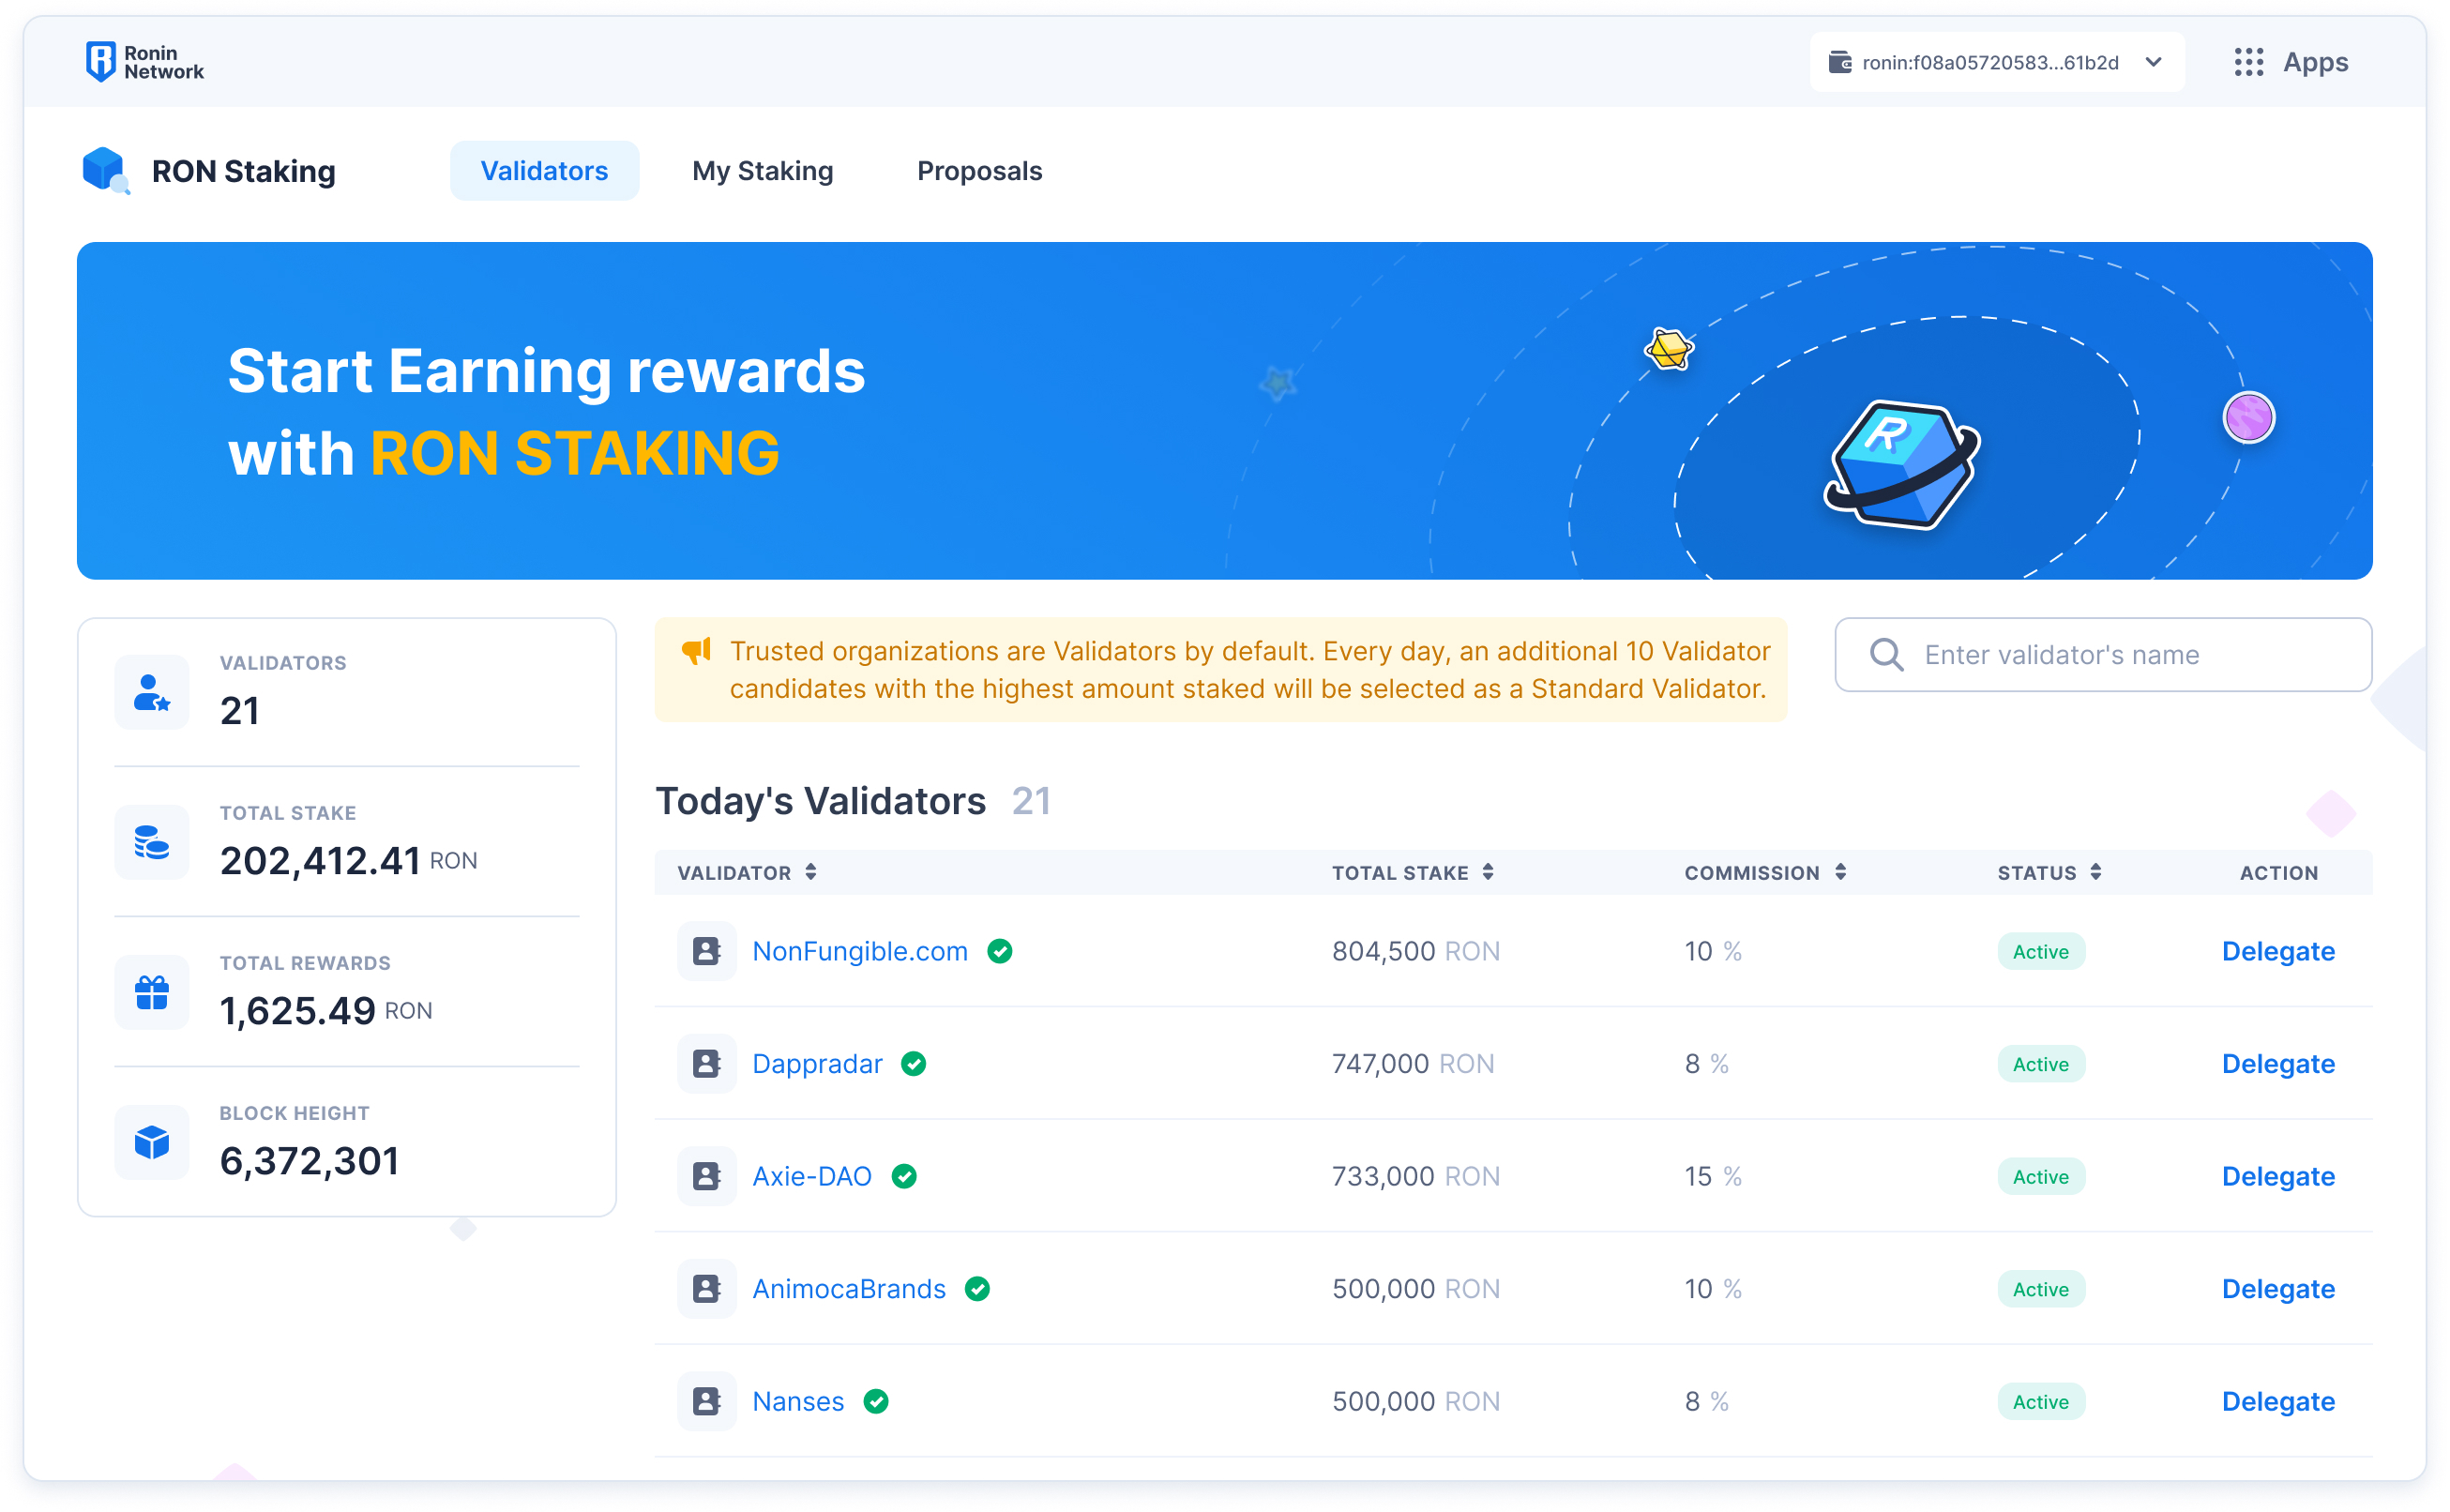 Ronin
Network
ronin:f08a05720583...61b2d
Apps
RON Staking
Validators
My Staking
Proposals
Start Earning rewards
with RON STAKING
R
VALIDATORS
21
TOTAL STAKE
202,412.41 RON
TOTAL REWARDS
1,625.49 RON
BLOCK HEIGHT
6,372,301
Trusted organizations are Validators by default. Every day, an additional 10 Validator
candidates with the highest amount staked will be selected as a Standard Validator.
Enter validator's name
Today's Validators 21
VALIDATOR TOTAL STAKE COMMISSION STATUS ACTION
NonFungible.com 804,500 RON 10 % Active Delegate
Dappradar 747,000 RON 8 % Active Delegate
Axie-DAO 733,000 RON 15 % Active Delegate
AnimocaBrands 500,000 RON 10 % Active Delegate
Nanses 500,000 RON 8 % Active Delegate